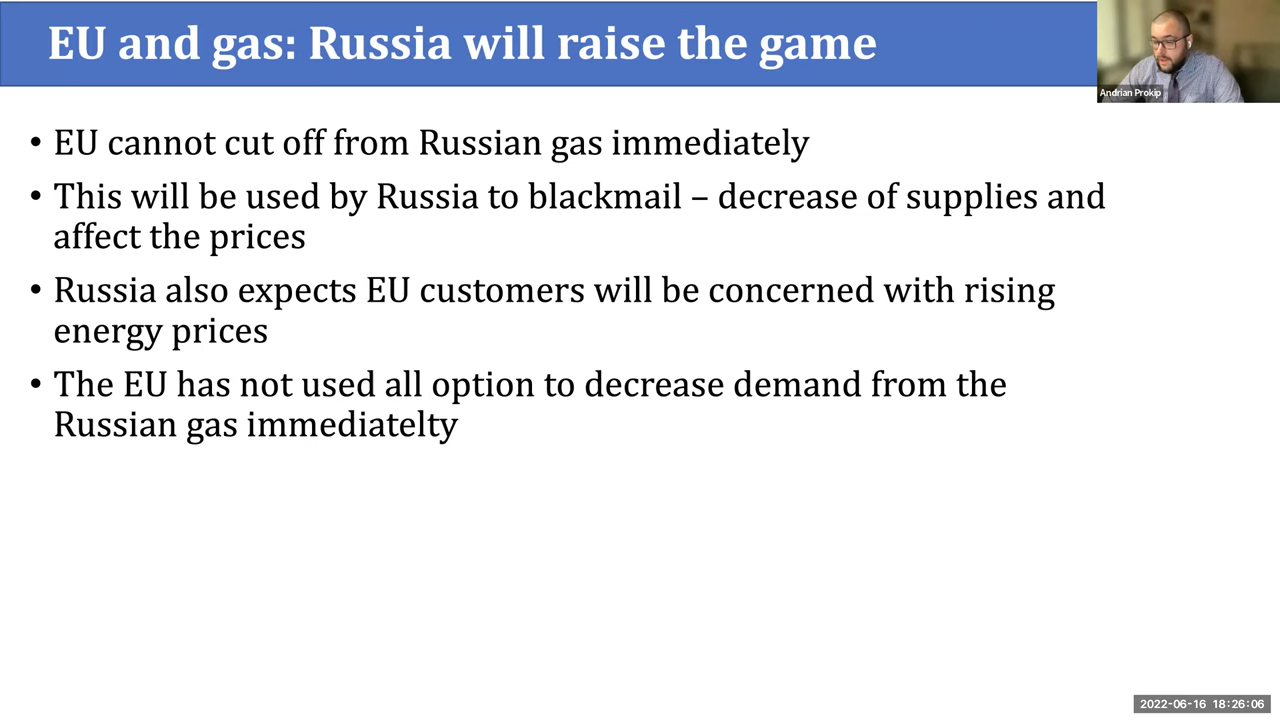 EU and gas: Russia will raise the game
Andrian Prokip
• EU cannot cut off from Russian gas immediately
• This will be used by Russia to blackmail – decrease of supplies and
affect the prices
• Russia also expects EU customers will be concerned with rising
energy prices
• The EU has not used all option to decrease demand from the
Russian gas immediatelty
2022-06-16 18:26:06